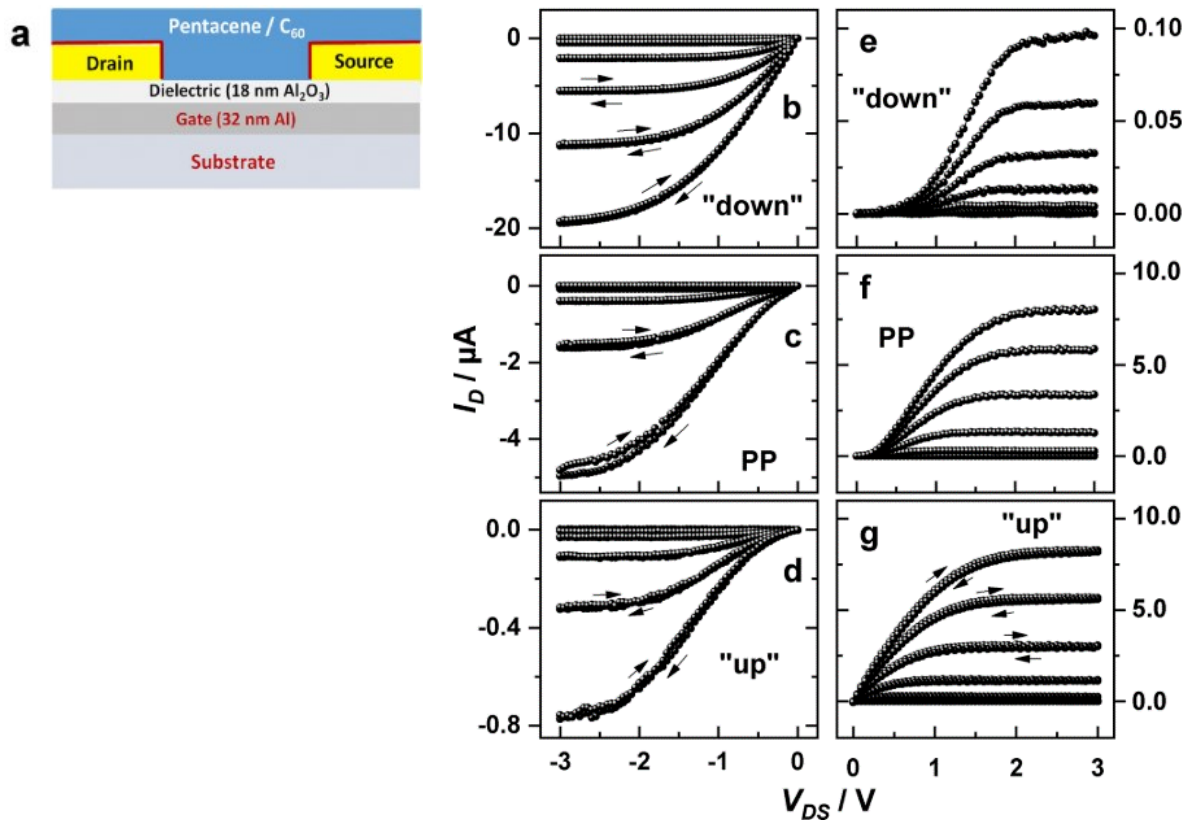 a
Pentacene / C60
Drain
Source
Dielectric (18 nm Al2O3)
Gate (32 nm Al)
Substrate
I_D / µA
0
-10
-20
b
"down"
0
-2
-4
c
PP
0.0
-0.4
-0.8
d
"up"
-3
-2
-1
0
e
"down"
0.10
0.05
0.00
f
PP
10.0
5.0
0.0
g
"up"
10.0
5.0
0.0
0
1
2
3
V_DS / V